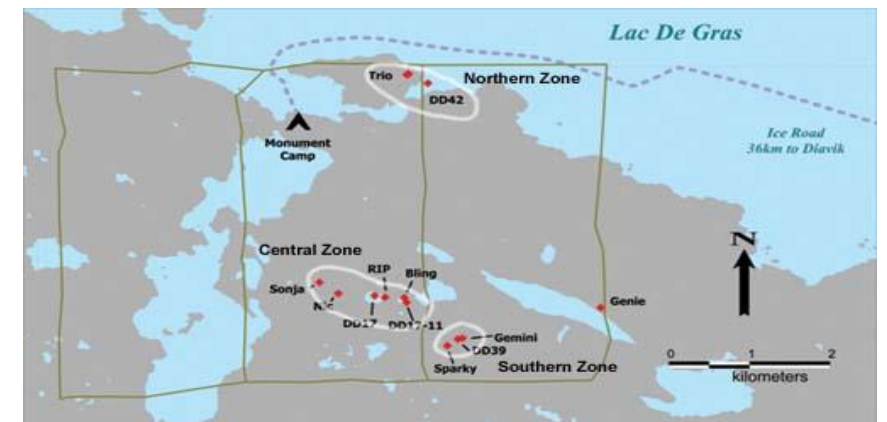 Lac De Gras
Trio
Northern Zone
DD42
Monument
Camp
Ice Road
36km to Diavik
N
Central Zone
RIP
Bling
Sonja
Nic
DD17
DD17-11
Genie
Gemini
DD39
Sparky
Southern Zone
0 1 2
kilometers